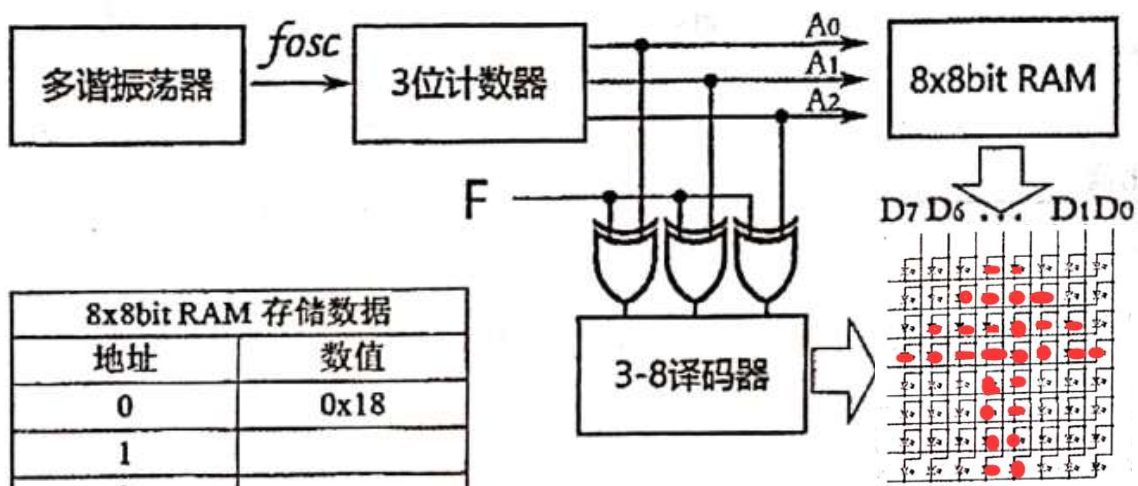 多谐振荡器
fosc
3位计数器
A0
A1
A2
8x8bit RAM
F
D7 D6 ... D1 D0
3-8译码器
8x8bit RAM 存储数据
地址 数值
0 0x18
1